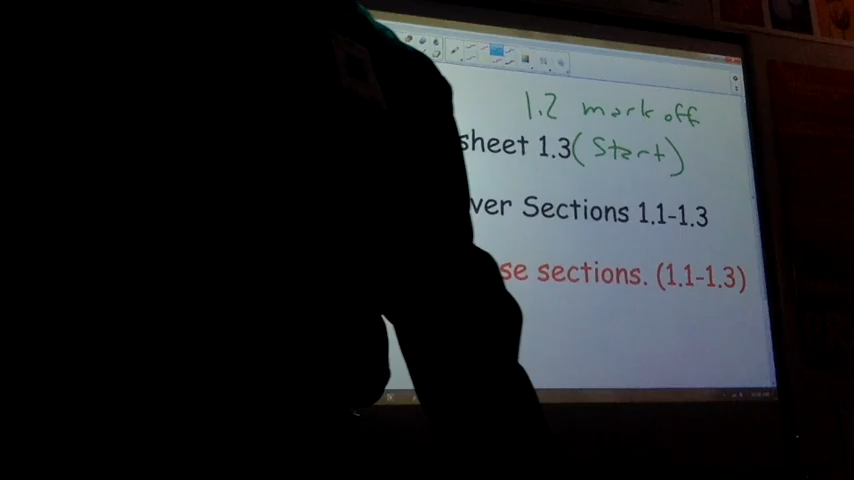 1.2 mark off
sheet 1.3 (Start)
ver Sections 1.1-1.3
se sections. (1.1-1.3)